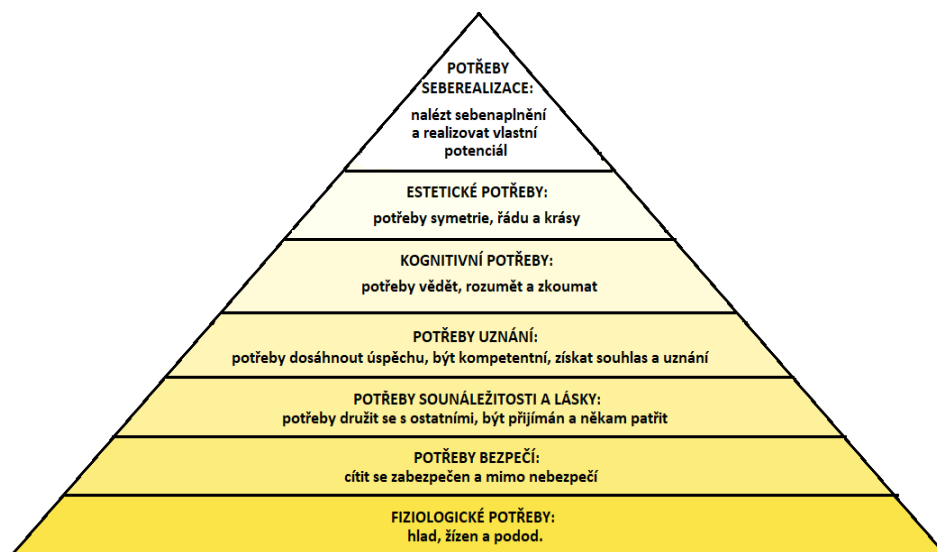 POTŘEBY
SEBEREALIZACE:
nalézt sebenaplnění
a realizovat vlastní
potenciál
ESTETICKÉ POTŘEBY:
potřeby symetrie, řádu a krásy
KOGNITIVNÍ POTŘEBY:
potřeby vědět, rozumět a zkoumat
POTŘEBY UZNÁNÍ:
potřeby dosáhnout úspěchu, být kompetentní, získat souhlas a uznání
POTŘEBY SOUNÁLEŽITOSTI A LÁSKY:
potřeby družit se s ostatními, být přijímán a někam patřit
POTŘEBY BEZPEČÍ:
cítit se zabezpečen a mimo nebezpečí
FIZIOLOGICKÉ POTŘEBY:
hlad, žízen a podod.